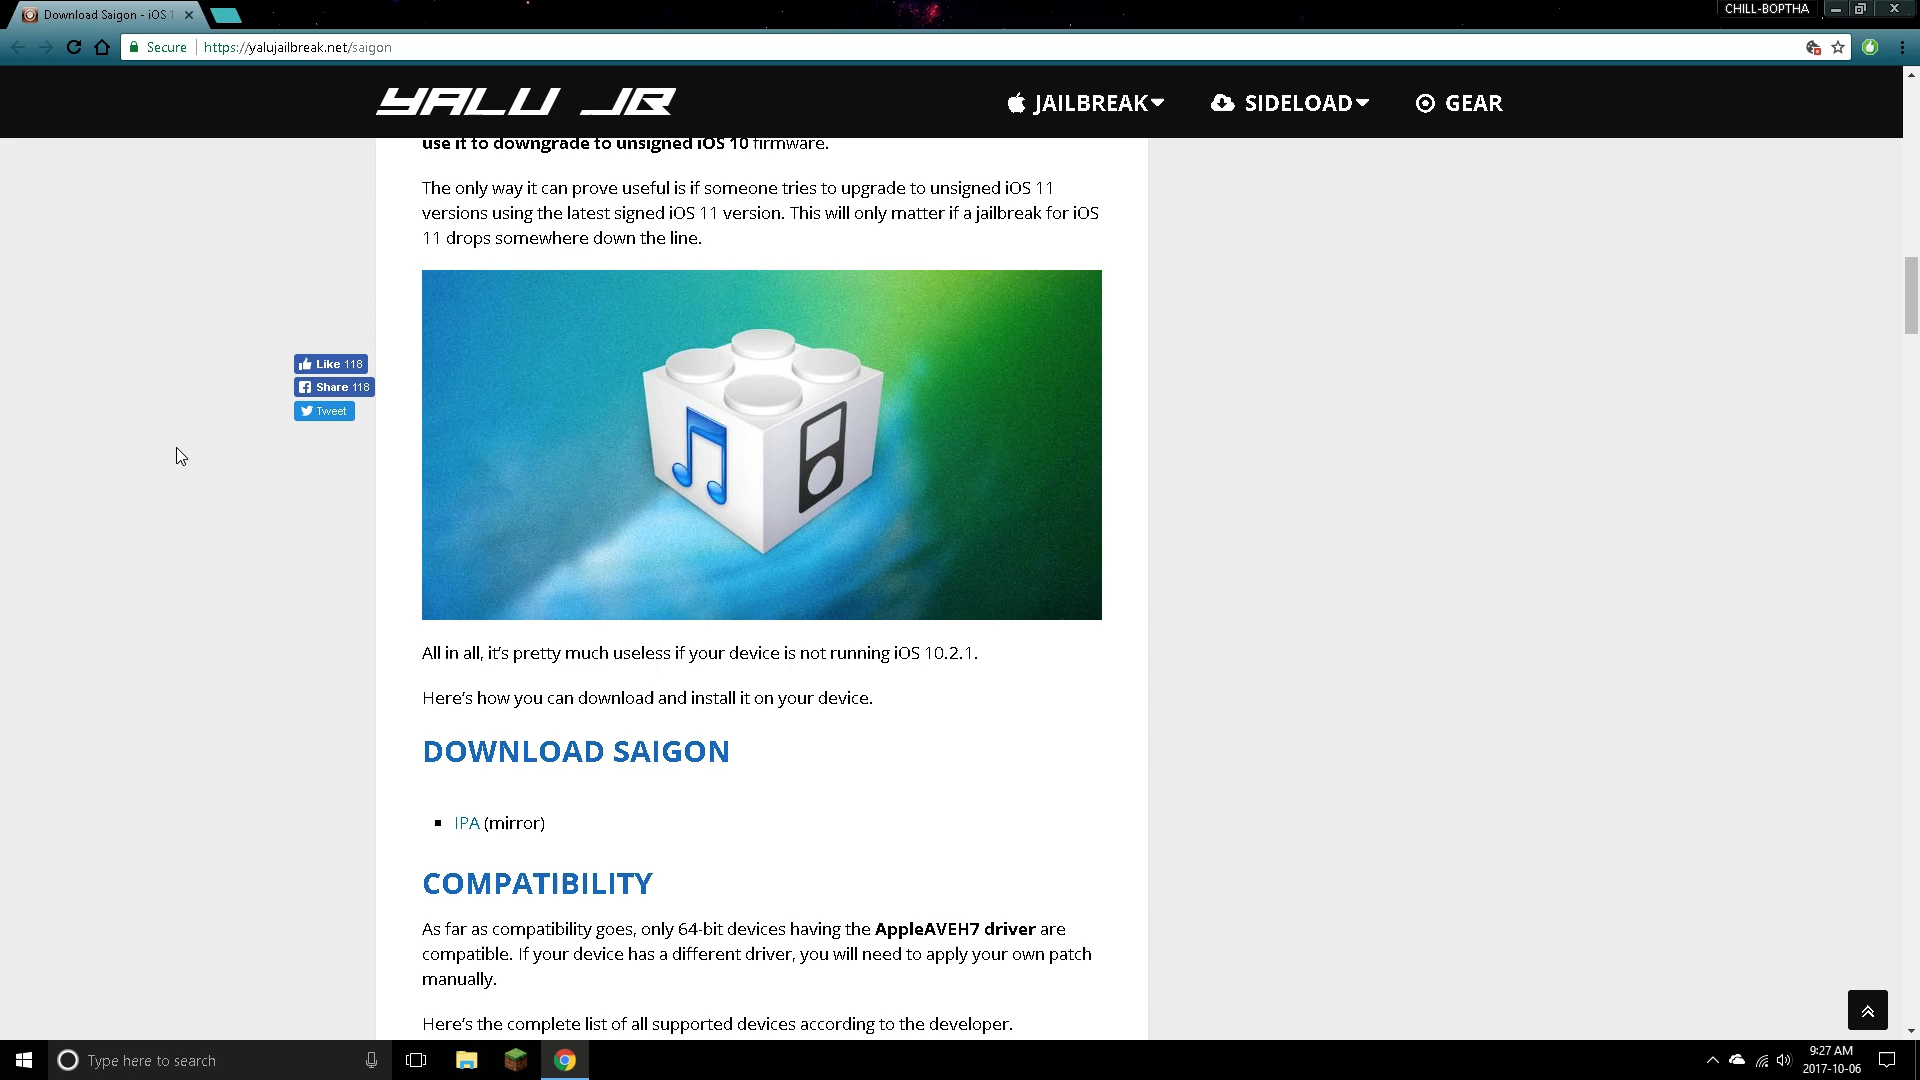 Download Saigon - iOS 1
CHILL-BOPTHA
Secure https://yalujailbreak.net/saigon
YALU JB
JAILBREAK
SIDELOAD
GEAR
use it to downgrade to unsigned iOS 10 firmware.
The only way it can prove useful is if someone tries to upgrade to unsigned iOS 11
versions using the latest signed iOS 11 version. This will only matter if a jailbreak for iOS
11 drops somewhere down the line.
Like 118
Share 118
Tweet
All in all, it's pretty much useless if your device is not running iOS 10.2.1.
Here's how you can download and install it on your device.
DOWNLOAD SAIGON
IPA (mirror)
COMPATIBILITY
As far as compatibility goes, only 64-bit devices having the AppleAVEH7 driver are
compatible. If your device has a different driver, you will need to apply your own patch
manually.
Here's the complete list of all supported devices according to the developer.
Type here to search
9:27 AM
2017-10-06